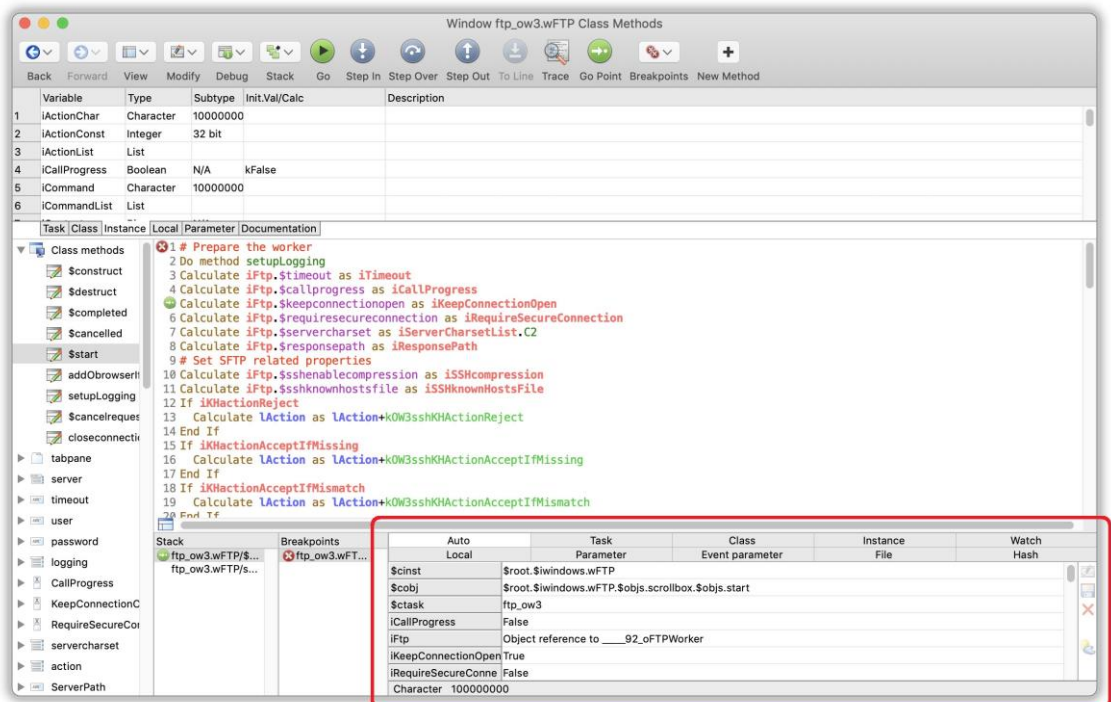 Window ftp_ow3.wFTP Class Methods
Back Forward View Modify Debug Stack Go Step In Step Over Step Out To Line Trace Go Point Breakpoints New Method
Variable Type Subtype Init.Val/Calc Description
1 iActionChar Character 10000000
2 iActionConst Integer 32 bit
3 iActionList List
4 iCallProgress Boolean N/A kFalse
5 iCommand Character 10000000
6 iCommandList List
Task Class Instance Local Parameter Documentation
Class methods
$construct
$destruct
$completed
$cancelled
$start
addObrowserI
setupLogging
$cancelreques
closeconnectio
tabpane
server
timeout
user
password
logging
CallProgress
KeepConnectionO
RequireSecureCon
servercharset
action
ServerPath
1 # Prepare the worker
2 Do method setupLogging
3 Calculate iFtp.$timeout as iTimeout
4 Calculate iFtp.$callprogress as iCallProgress
Calculate iFtp.$keepconnectionopen as iKeepConnectionOpen
6 Calculate iFtp.$requiresecureconnection as iRequireSecureConnection
7 Calculate iFtp.$servercharset as iServerCharsetList.C2
8 Calculate iFtp.$responsepath as iResponsePath
9 # Set SFTP related properties
10 Calculate iFtp.$sshenablecompression as iSSHcompression
11 Calculate iFtp.$sshknownhostsfile as iSSHknownHostsFile
12 If iKHactionReject
13 Calculate lAction as lAction+kOW3sshKHActionReject
14 End If
15 If iKHactionAcceptIfMissing
16 Calculate lAction as lAction+kOW3sshKHActionAcceptIfMissing
17 End If
18 If iKHactionAcceptIfMismatch
19 Calculate lAction as lAction+kOW3sshKHActionAcceptIfMismatch
20 End If
Stack
ftp_ow3.wFTP/$...
ftp_ow3.wFTP/s...
Breakpoints
ftp_ow3.wFT...
Auto Task Class Instance Watch
Local Parameter Event parameter File Hash
$cinst $root.$iwindows.wFTP
$cobj $root.$iwindows.wFTP.$objs.scrollbox.$objs.start
$ctask ftp_ow3
iCallProgress False
iFtp Object reference to ____92_oFTPWorker
iKeepConnectionOpen True
iRequireSecureConne False
Character 100000000